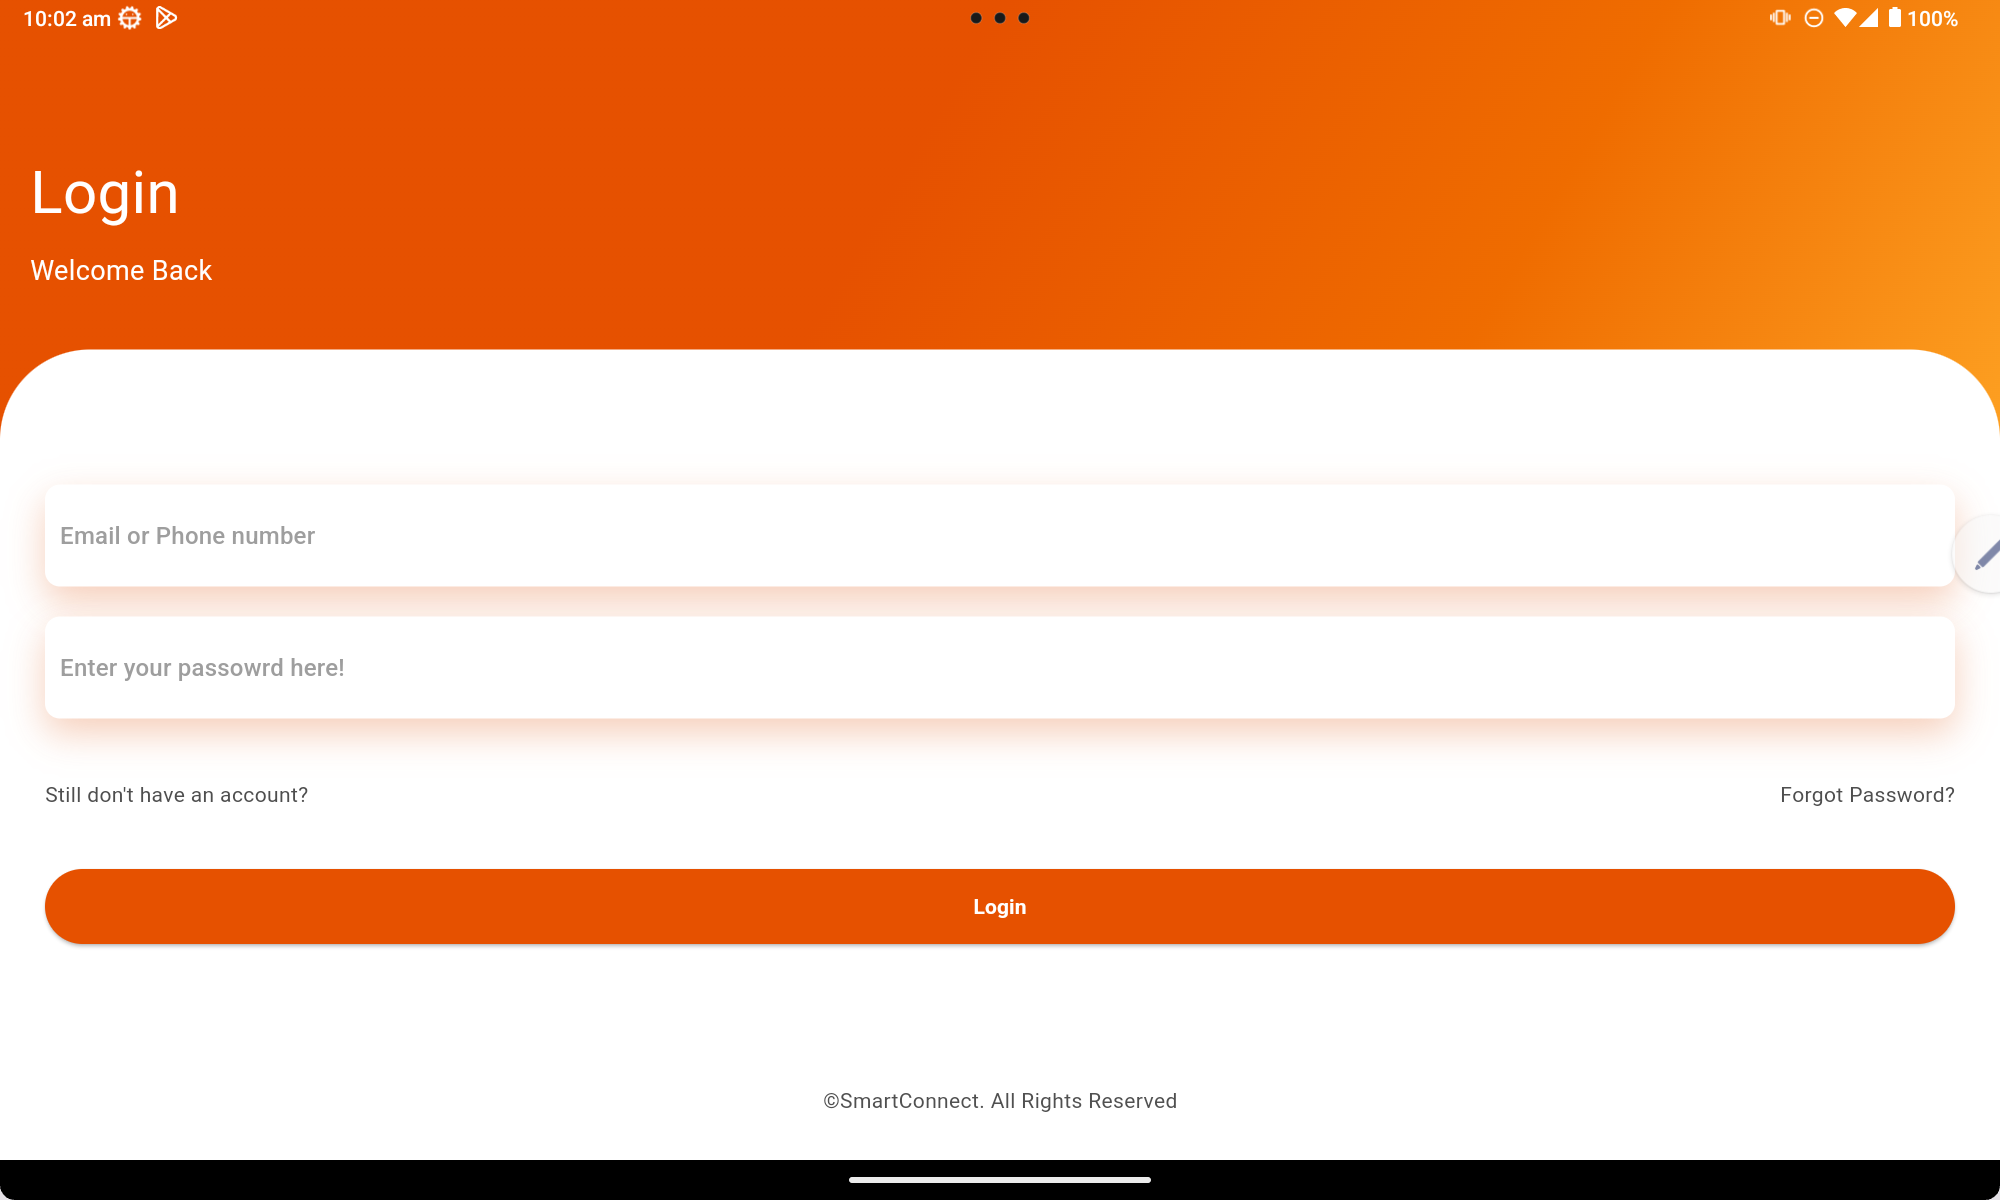 10:02 am
100%
Login
Welcome Back
Email or Phone number
Enter your passowrd here!
Still don't have an account?
Forgot Password?
Login
©SmartConnect. All Rights Reserved